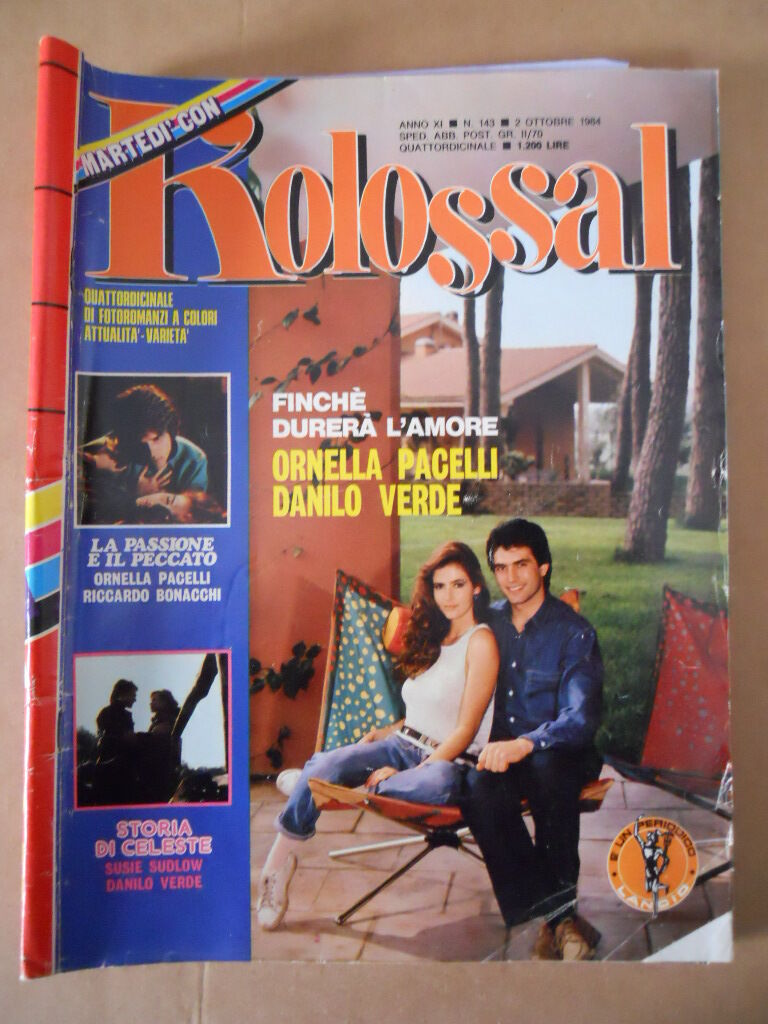 MARTEDI' CON
Kolossal
ANNO XI ■ N. 143 ■ 2 OTTOBRE 1984
SPED. ABB. POST. GR. II/70
QUATTORDICINALE ■ 1.200 LIRE
QUATTORDICINALE
DI FOTOROMANZI A COLORI
ATTUALITA'-VARIETA'
FINCHÈ
DURERÀ L'AMORE
ORNELLA PACELLI
DANILO VERDE
LA PASSIONE
E IL PECCATO
ORNELLA PACELLI
RICCARDO BONACCHI
STORIA
DI CELESTE
SUSIE SUDLOW
DANILO VERDE
È UN PERIODICO
LANCIO